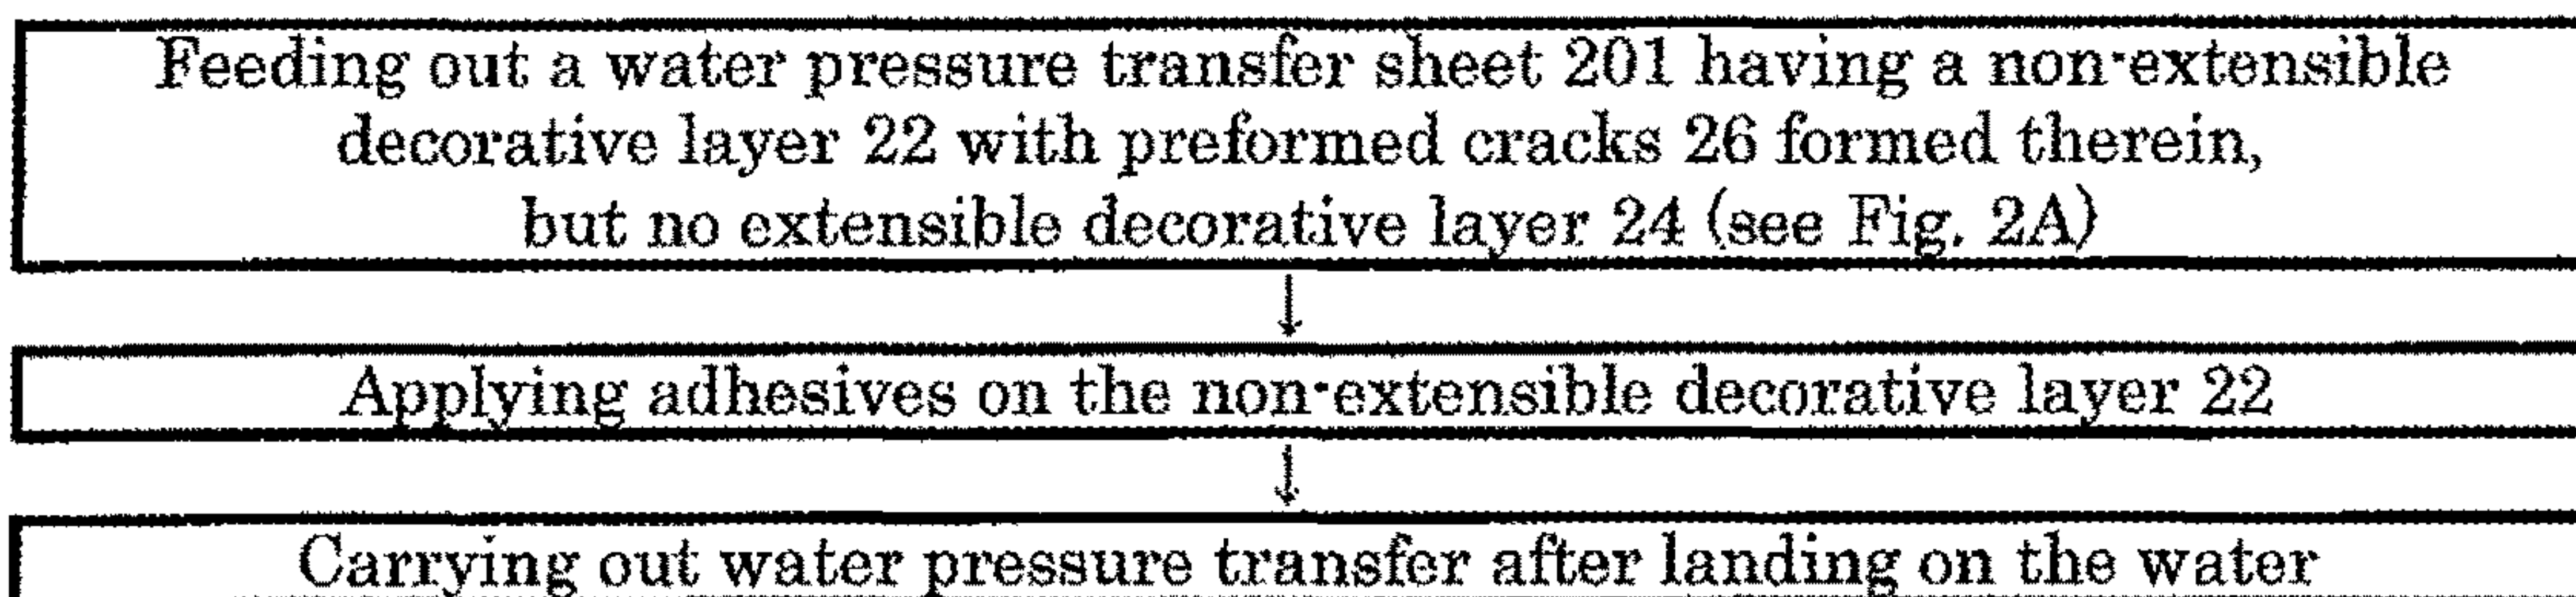 Feeding out a water pressure transfer sheet 201 having a non-extensible
decorative layer 22 with preformed cracks 26 formed therein,
but no extensible decorative layer 24 (see Fig. 2A)
↓
Applying adhesives on the non-extensible decorative layer 22
↓
Carrying out water pressure transfer after landing on the water